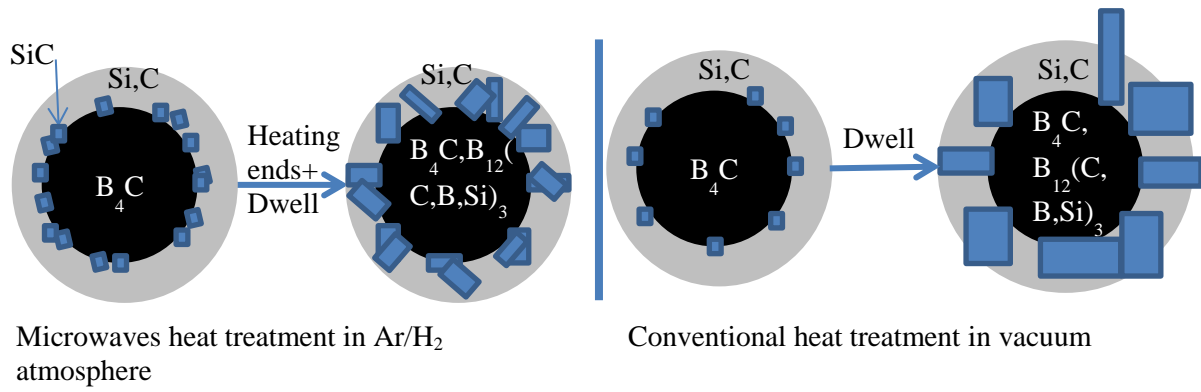 SiC
Si,C
B₄C
Heating
ends+
Dwell
Si,C
B₄C,B₁₂(
C,B,Si)₃
Microwaves heat treatment in Ar/H₂
atmosphere
Si,C
B₄C
Dwell
Si,C
B₄C,
B₁₂(C,
B,Si)₃
Conventional heat treatment in vacuum